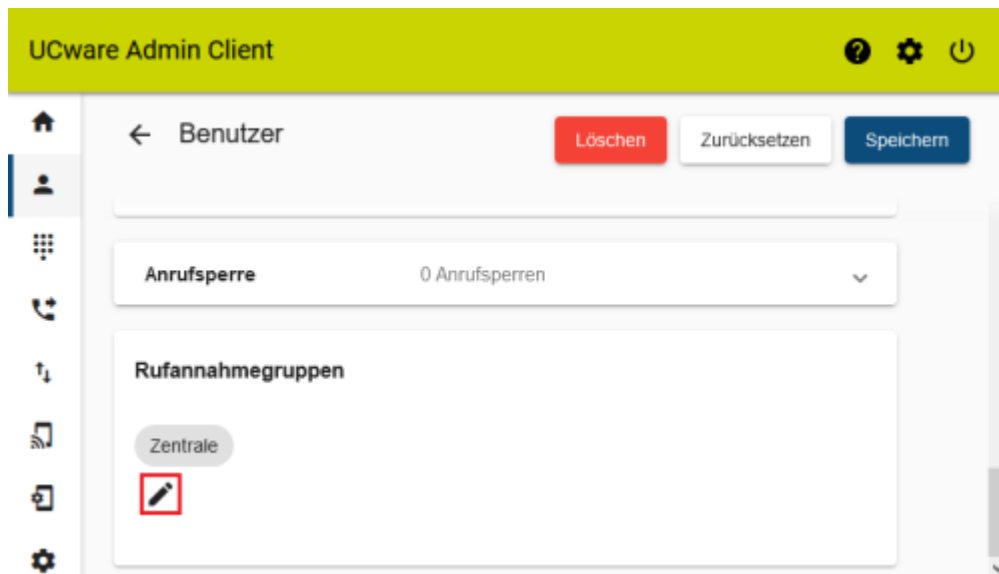 UCware Admin Client
Benutzer
Löschen
Zurücksetzen
Speichern
Anrufsperre
0 Anrufsperren
Rufannahmegruppen
Zentrale